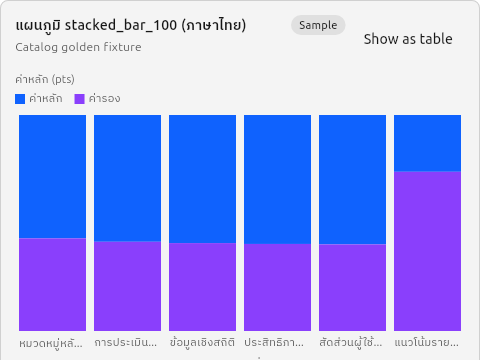 แผนภูมิ stacked_bar_100 (ภาษาไทย)
Sample
Show as table
Catalog golden fixture
ค่าหลัก (pts)
ค่าหลัก ค่ารอง
หมวดหมู่หลั... การประเมิน... ข้อมูลเชิงสถิติ ประสิทธิภา... สัดส่วนผู้ใช้... แนวโน้มราย...